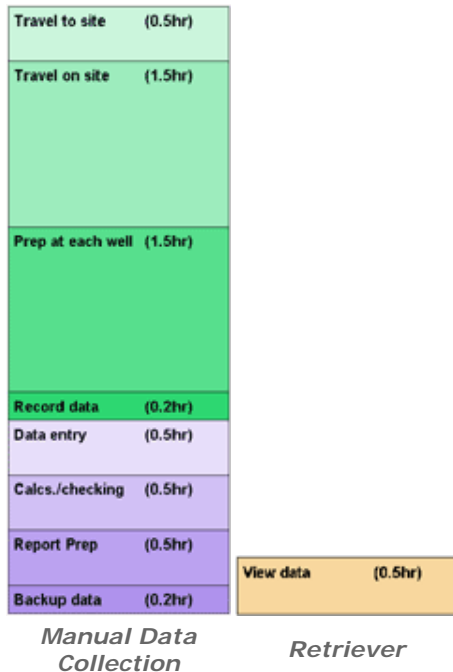 Travel to site (0.5hr)
Travel on site (1.5hr)
Prep at each well (1.5hr)
Record data (0.2hr)
Data entry (0.5hr)
Calcs./checking (0.5hr)
Report Prep (0.5hr)
Backup data (0.2hr)
View data (0.5hr)
Manual Data
Collection
Retriever